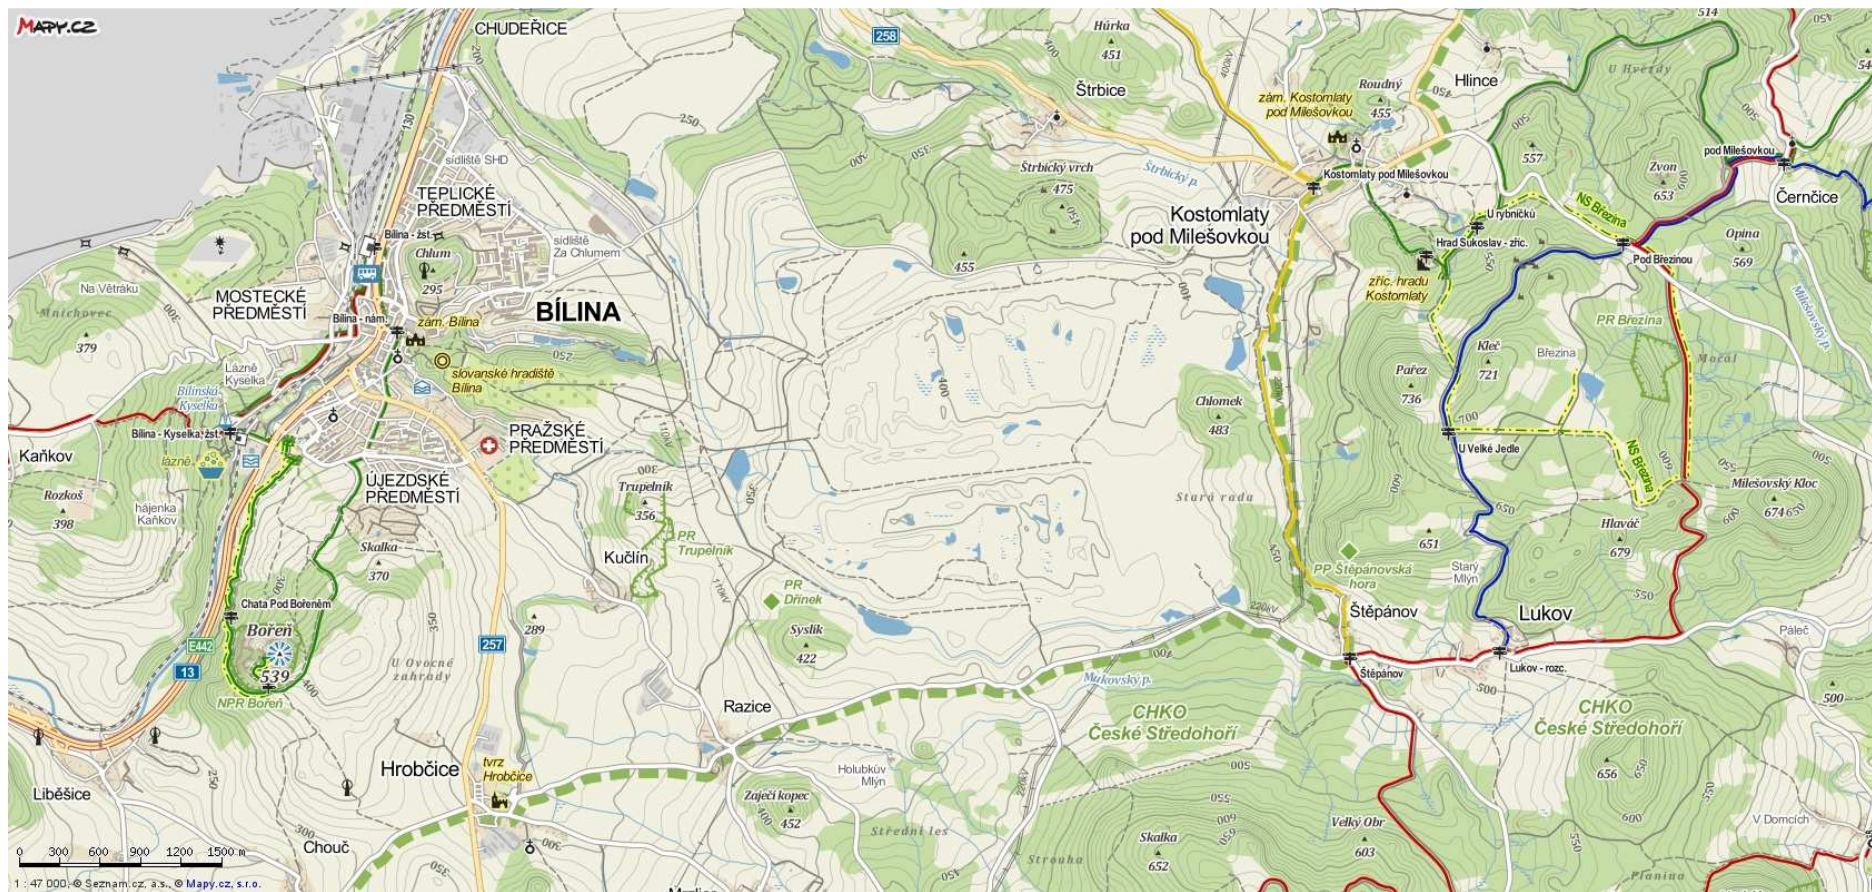 MAPY.CZ
CHUDEŘICE
258
Hůrka
451
Štrbice
zám. Kostomlaty
pod Milešovkou
Roudný
455
Hlince
514
U Hvězdy
pod Milešovkou
Zvon
653
Černčice
557
Štrbický vrch
475
Štrbický p.
Kostomlaty pod Milešovkou
Kostomlaty
pod Milešovkou
U rybníčků
NS Březina
Hrad Sukoslav - zříc.
Pod Březinou
Opina
569
zříc. hradu
Kostomlaty
Milešovský p.
130
200
250
sídliště SHD
TEPLICKÉ
PŘEDMĚSTÍ
Bílina - žst.
sídliště
Za Chlumem
Chlum
295
Na Větráku
Mnichovec
379
MOSTECKÉ
PŘEDMĚSTÍ
Bílina - nám.
zám. Bílina
BÍLINA
slovanské hradiště
Bílina
Lázně
Kyselka
Bílinská
Kyselka
Bílina - Kyselka, žst.
Kaňkov
lázně
PRAŽSKÉ
PŘEDMĚSTÍ
ÚJEZDSKÉ
PŘEDMĚSTÍ
Rozkoš
398
hájenka
Kaňkov
Skalka
370
Trupelník
356
Kučlín
PR
Trupelník
Chlomek
483
Stará rada
Pařez
736
Kleč
721
Březina
PR Březina
Močál
U Velké Jedle
NS Březina
Milešovský Kloc
674
Hlaváč
679
651
Starý
Mlýn
PP Štěpánovská
hora
Štěpánov
Lukov
Páleč
Chata Pod Bořeněm
Bořeň
539
NPR Bořeň
E442
13
257
289
U Ovocné
zahrady
PR
Dřínek
Syslík
422
Mukovský p.
Štěpánov
Lukov - rozc.
Razice
CHKO
České Středohoří
CHKO
České Středohoří
500
656
Hrobčice
tvrz
Hrobčice
Holubkův
Mlýn
Liběšice
Zaječí kopec
452
Střední les
Skalka
652
Velký Obr
603
V Domcích
Chouč
Strouha
Planina
0 300 600 900 1200 1500 m
1 : 47 000, © Seznam.cz, a.s., © Mapy.cz, s.r.o.